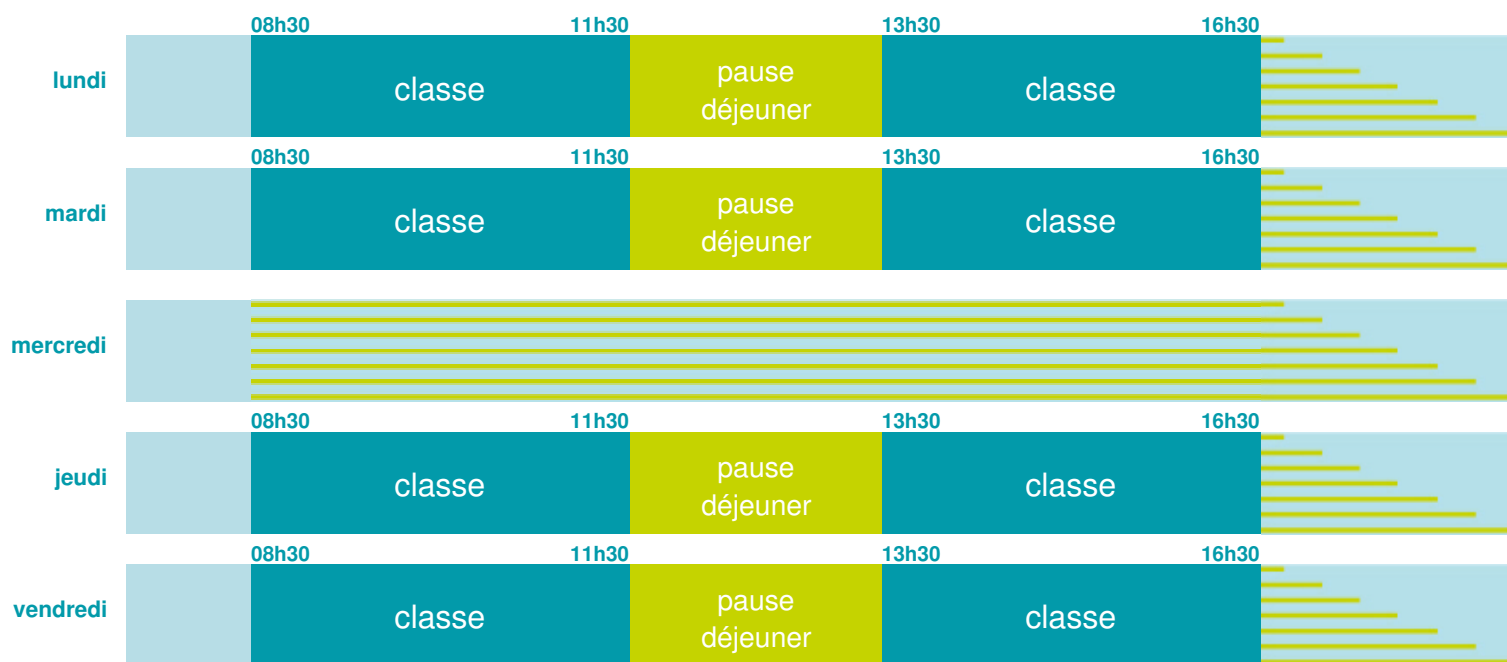 08h30 11h30 13h30 16h30
lundi classe pause déjeuner classe
08h30 11h30 13h30 16h30
mardi classe pause déjeuner classe
mercredi
08h30 11h30 13h30 16h30
jeudi classe pause déjeuner classe
08h30 11h30 13h30 16h30
vendredi classe pause déjeuner classe